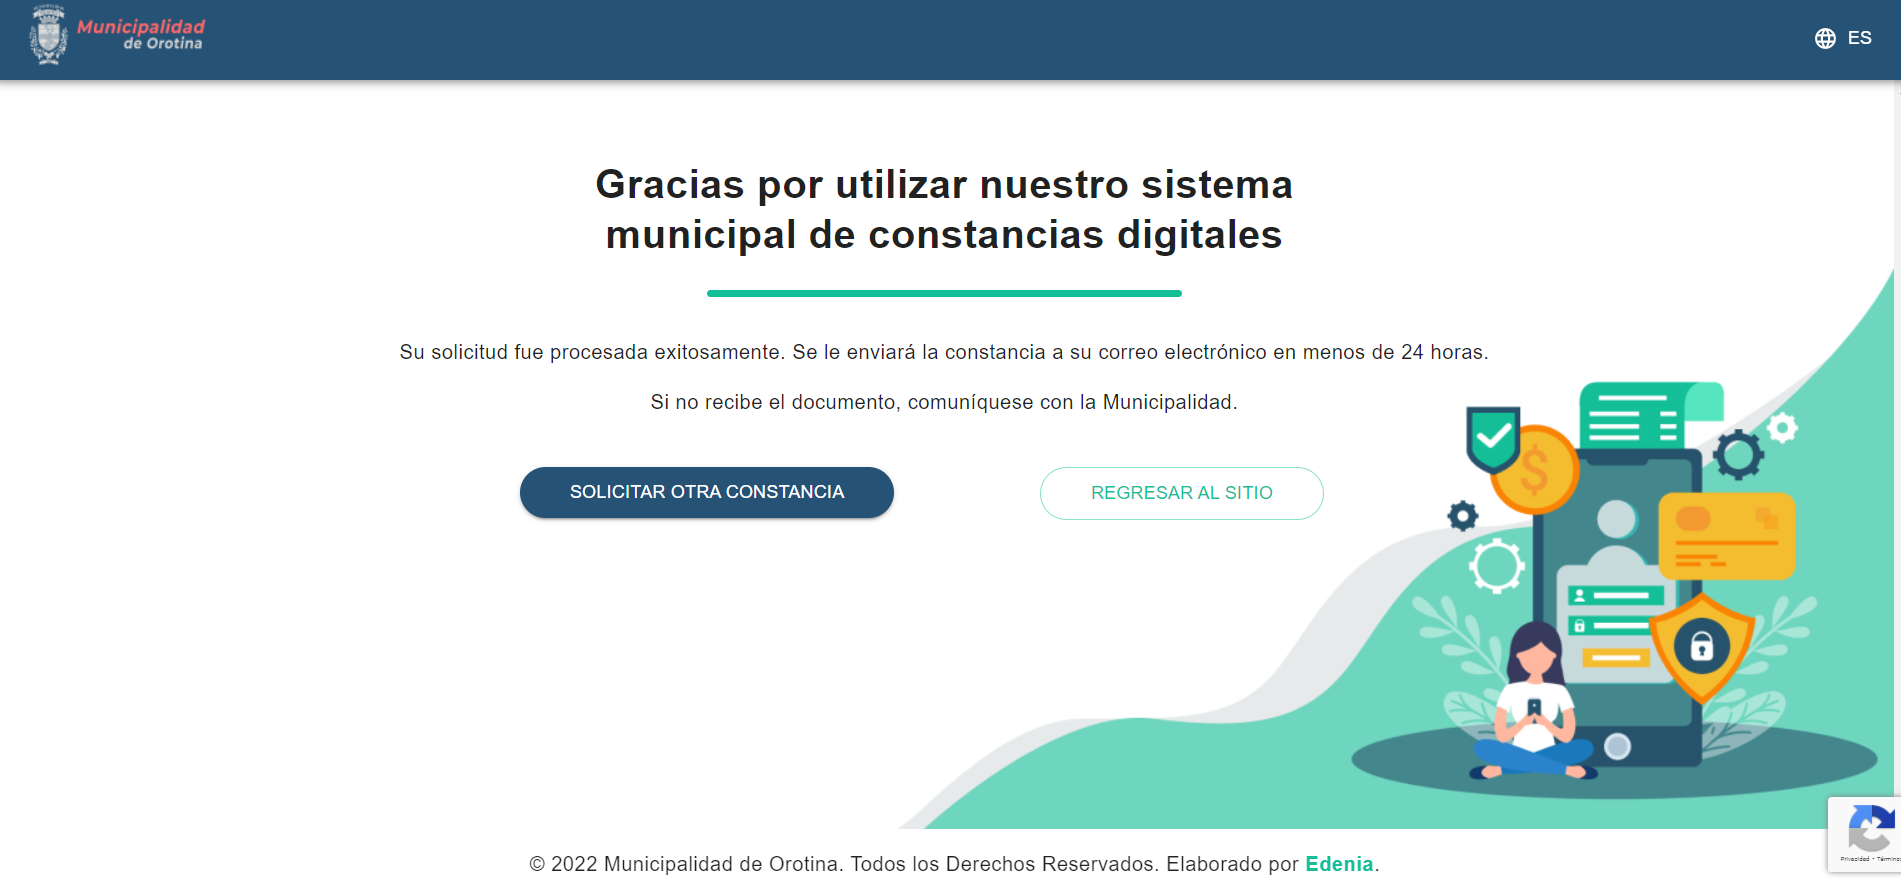 Municipalidad
de Orotina
ES
Gracias por utilizar nuestro sistema
municipal de constancias digitales
Su solicitud fue procesada exitosamente. Se le enviará la constancia a su correo electrónico en menos de 24 horas.
Si no recibe el documento, comuníquese con la Municipalidad.
SOLICITAR OTRA CONSTANCIA
REGRESAR AL SITIO
$
© 2022 Municipalidad de Orotina. Todos los Derechos Reservados. Elaborado por Edenia.
Privacidad - Término